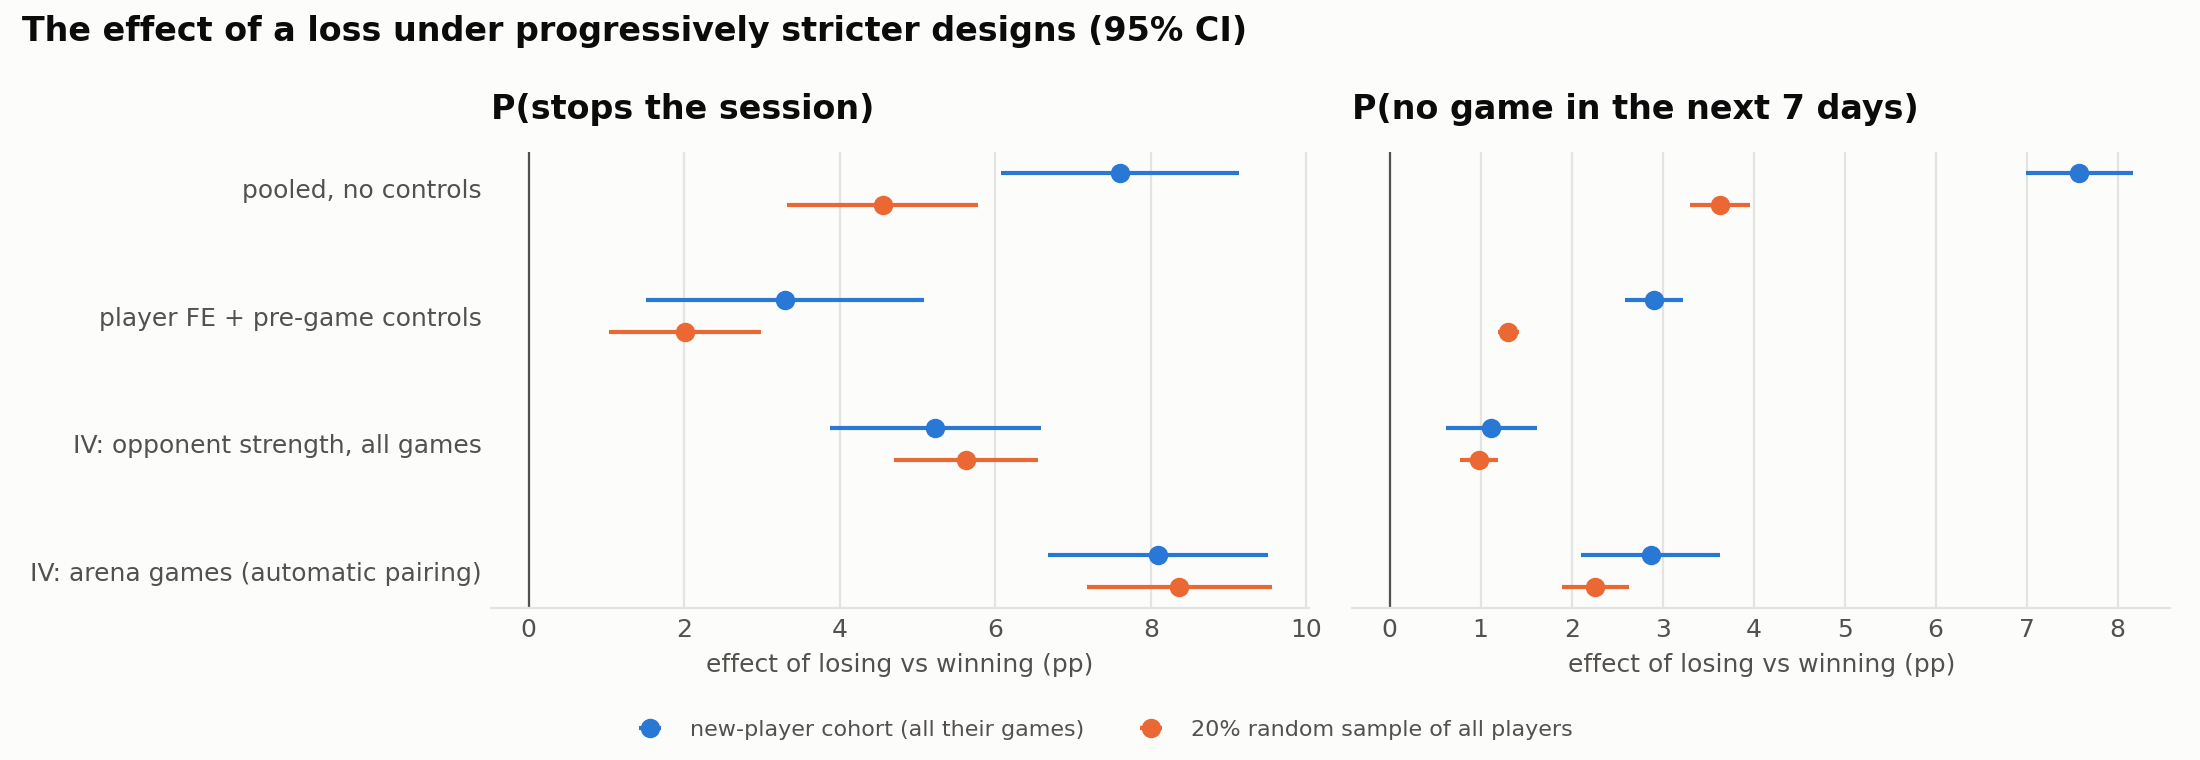 The effect of a loss under progressively stricter designs (95% CI)
P(stops the session)
P(no game in the next 7 days)
pooled, no controls
player FE + pre-game controls
IV: opponent strength, all games
IV: arena games (automatic pairing)
0 2 4 6 8 10
0 1 2 3 4 5 6 7 8
effect of losing vs winning (pp)
effect of losing vs winning (pp)
new-player cohort (all their games)
20% random sample of all players